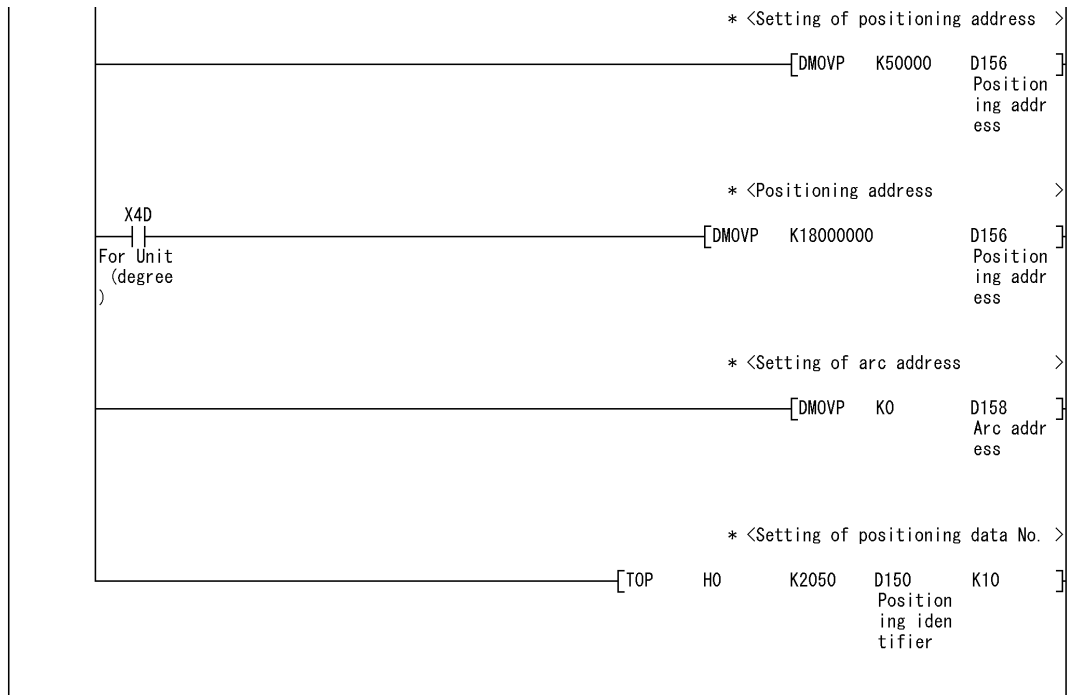 * <Setting of positioning address >
[DMOVP K50000 D156 ]
Position
ing addr
ess
* <Positioning address >
X4D
[DMOVP K18000000 D156 ]
For Unit
(degree
)
Position
ing addr
ess
* <Setting of arc address >
[DMOVP K0 D158 ]
Arc addr
ess
* <Setting of positioning data No. >
[TOP H0 K2050 D150 K10 ]
Position
ing iden
tifier